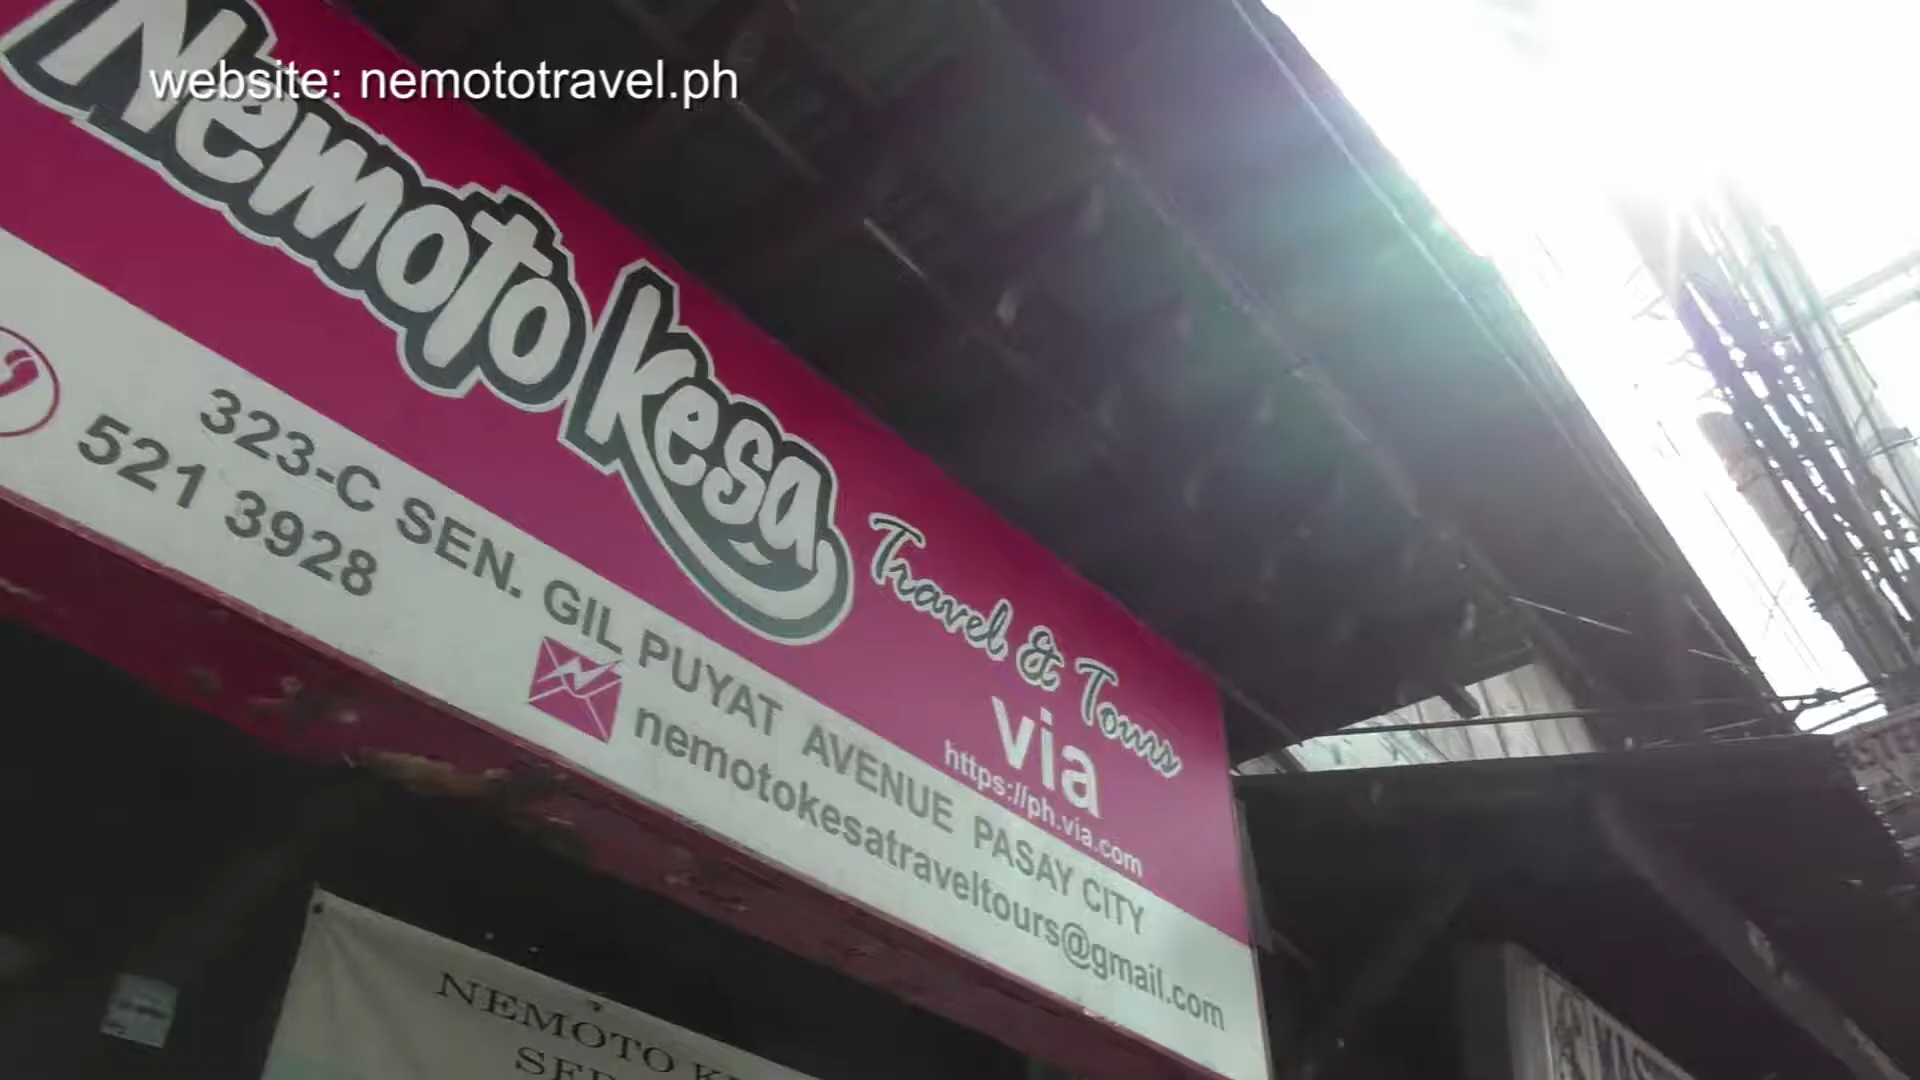 website: nemototravel.ph
Nemoto Kesa
Travel & Tours
via
https://ph.via.com
323-C SEN. GIL PUYAT AVENUE PASAY CITY
521 3928
nemotokesatraveltours@gmail.com
NEMOTO